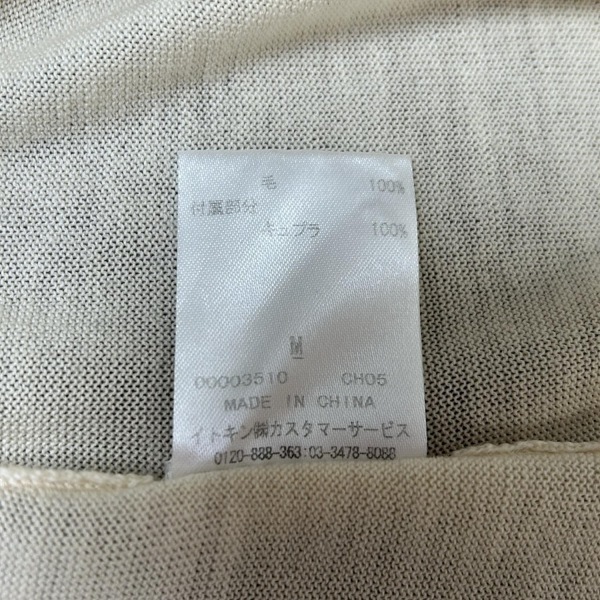 毛 100%
付属部分
キュプラ 100%
M
00003510 CH05
MADE IN CHINA
イトキン㈱カスタマーサービス
0120-888-363:03-3478-8088